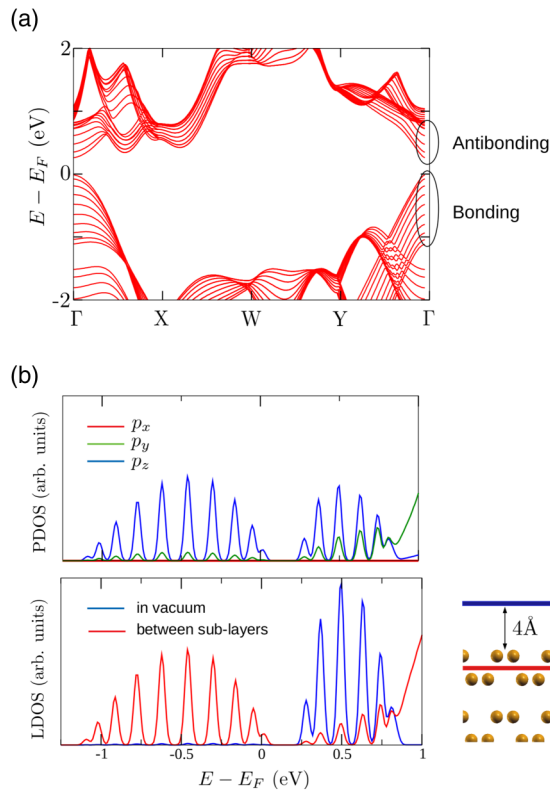 (a)
2
0
-2
E − E_F (eV)
Γ X W Y Γ
Antibonding
Bonding
(b)
PDOS (arb. units)
p_x
p_y
p_z
LDOS (arb. units)
in vacuum
between sub-layers
4Å
-1 -0.5 0 0.5 1
E − E_F (eV)